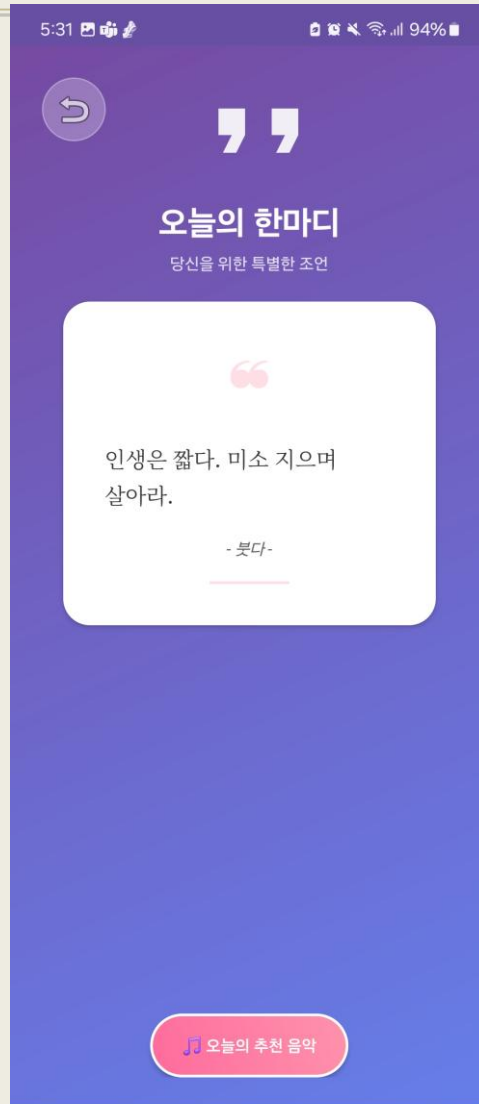 5:31 94%
❜❜
오늘의 한마디
당신을 위한 특별한 조언
❝
인생은 짧다. 미소 지으며
살아라.
- 붓다 -
오늘의 추천 음악